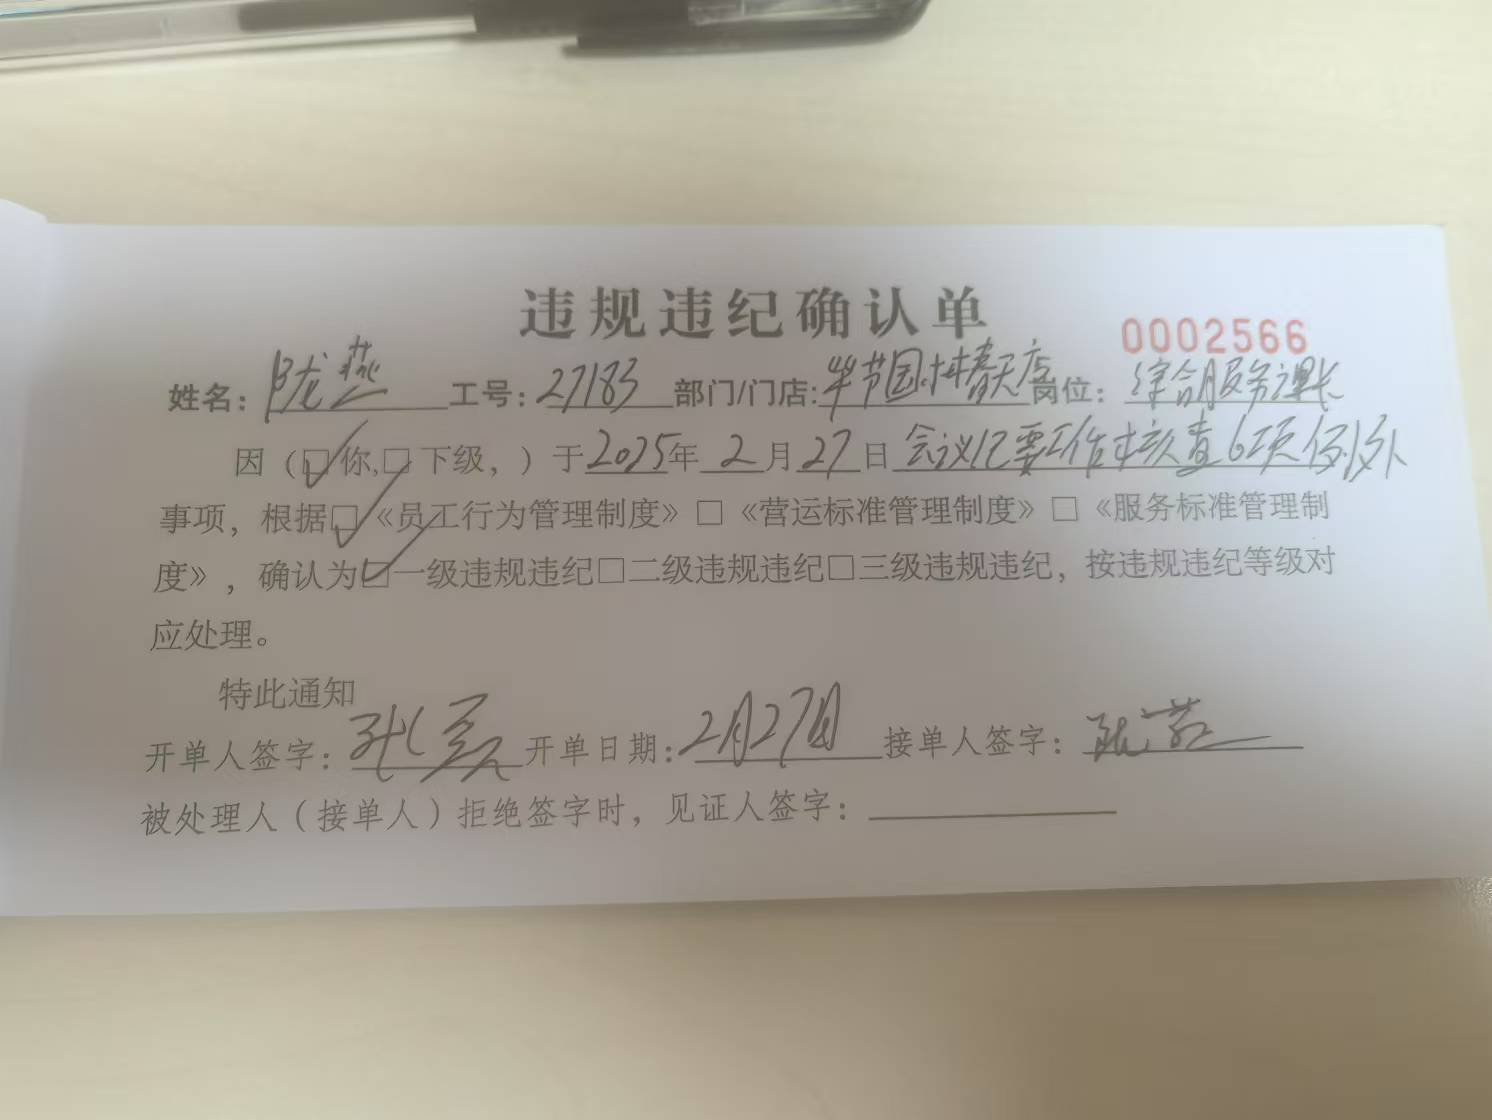 违规违纪确认单
0002566
姓名：陇燕 工号：27183 部门/门店：毕节国林春天店 岗位：综合服务课长
因（☑你,□下级，）于2025年2月27日会议纪要工作核查6项例外
事项，根据☑《员工行为管理制度》□《营运标准管理制度》□《服务标准管理制
度》，确认为☑一级违规违纪□二级违规违纪□三级违规违纪，按违规违纪等级对
应处理。
特此通知
开单人签字： 开单日期：2月27日 接单人签字：陇燕
被处理人（接单人）拒绝签字时，见证人签字：